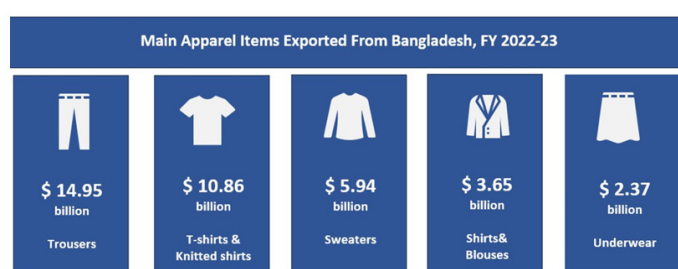 Main Apparel Items Exported From Bangladesh, FY 2022-23
$ 14.95
billion
Trousers
$ 10.86
billion
T-shirts &
Knitted shirts
$ 5.94
billion
Sweaters
$ 3.65
billion
Shirts&
Blouses
$ 2.37
billion
Underwear